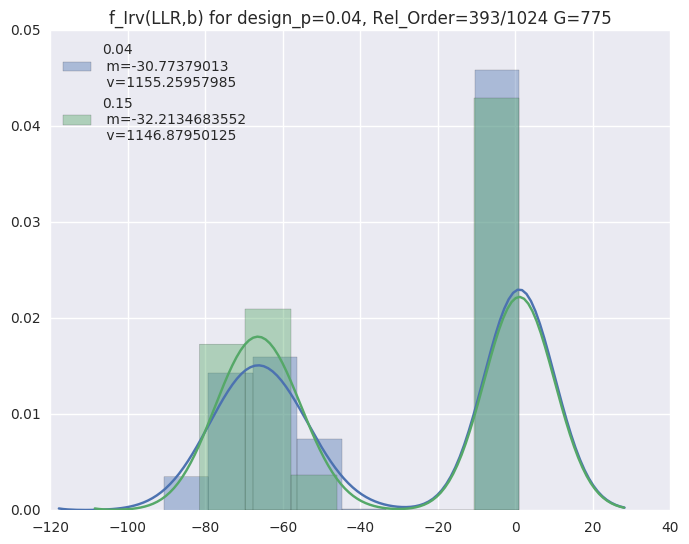 f_Irv(LLR,b) for design_p=0.04, Rel_Order=393/1024 G=775
0.04
m=-30.77379013
v=1155.25957985
0.15
m=-32.2134683552
v=1146.87950125
0.05
0.04
0.03
0.02
0.01
0.00
−120 −100 −80 −60 −40 −20 0 20 40